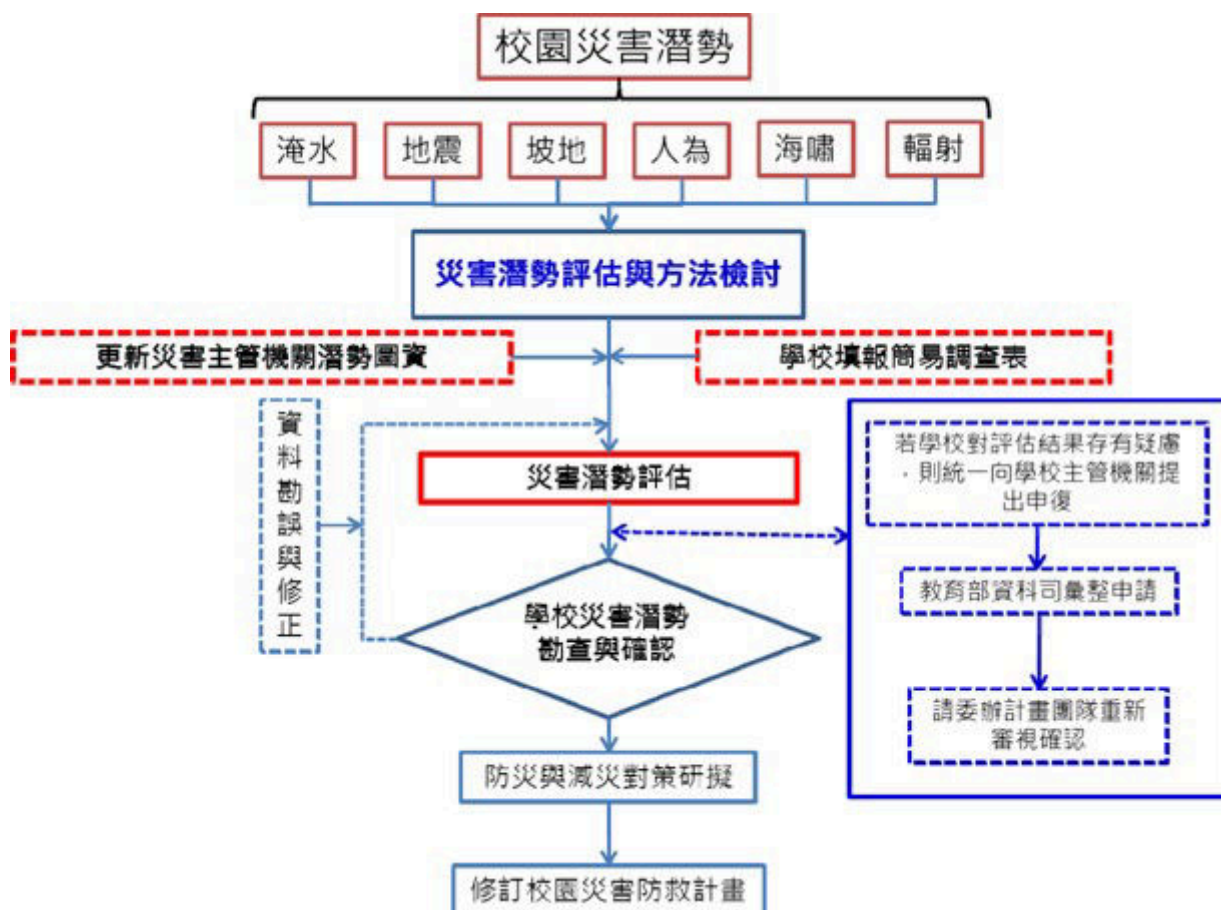 校園災害潛勢
淹水
地震
坡地
人為
海嘯
輻射
災害潛勢評估與方法檢討
更新災害主管機關潛勢圖資
學校填報簡易調查表
資料勘誤與修正
災害潛勢評估
若學校對評估結果存有疑慮
，則統一向學校主管機關提
出申復
教育部資科司彙整申請
學校災害潛勢
勘查與確認
請委辦計畫團隊重新
審視確認
防災與減災對策研擬
修訂校園災害防救計畫